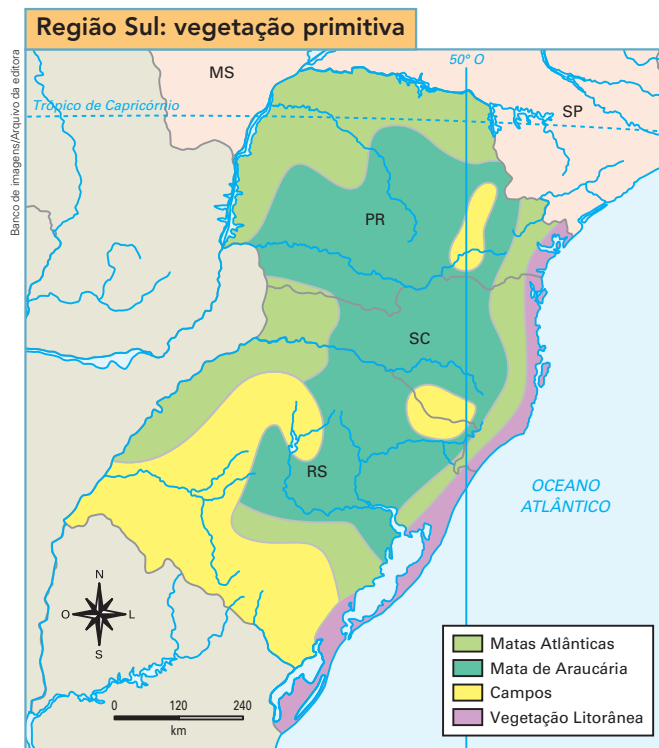 Região Sul: vegetação primitiva
Banco de imagens/Arquivo da editora
50° O
MS
Trópico de Capricórnio
SP
PR
SC
RS
OCEANO
ATLÂNTICO
N
O
L
S
0 120 240
km
Matas Atlânticas
Mata de Araucária
Campos
Vegetação Litorânea